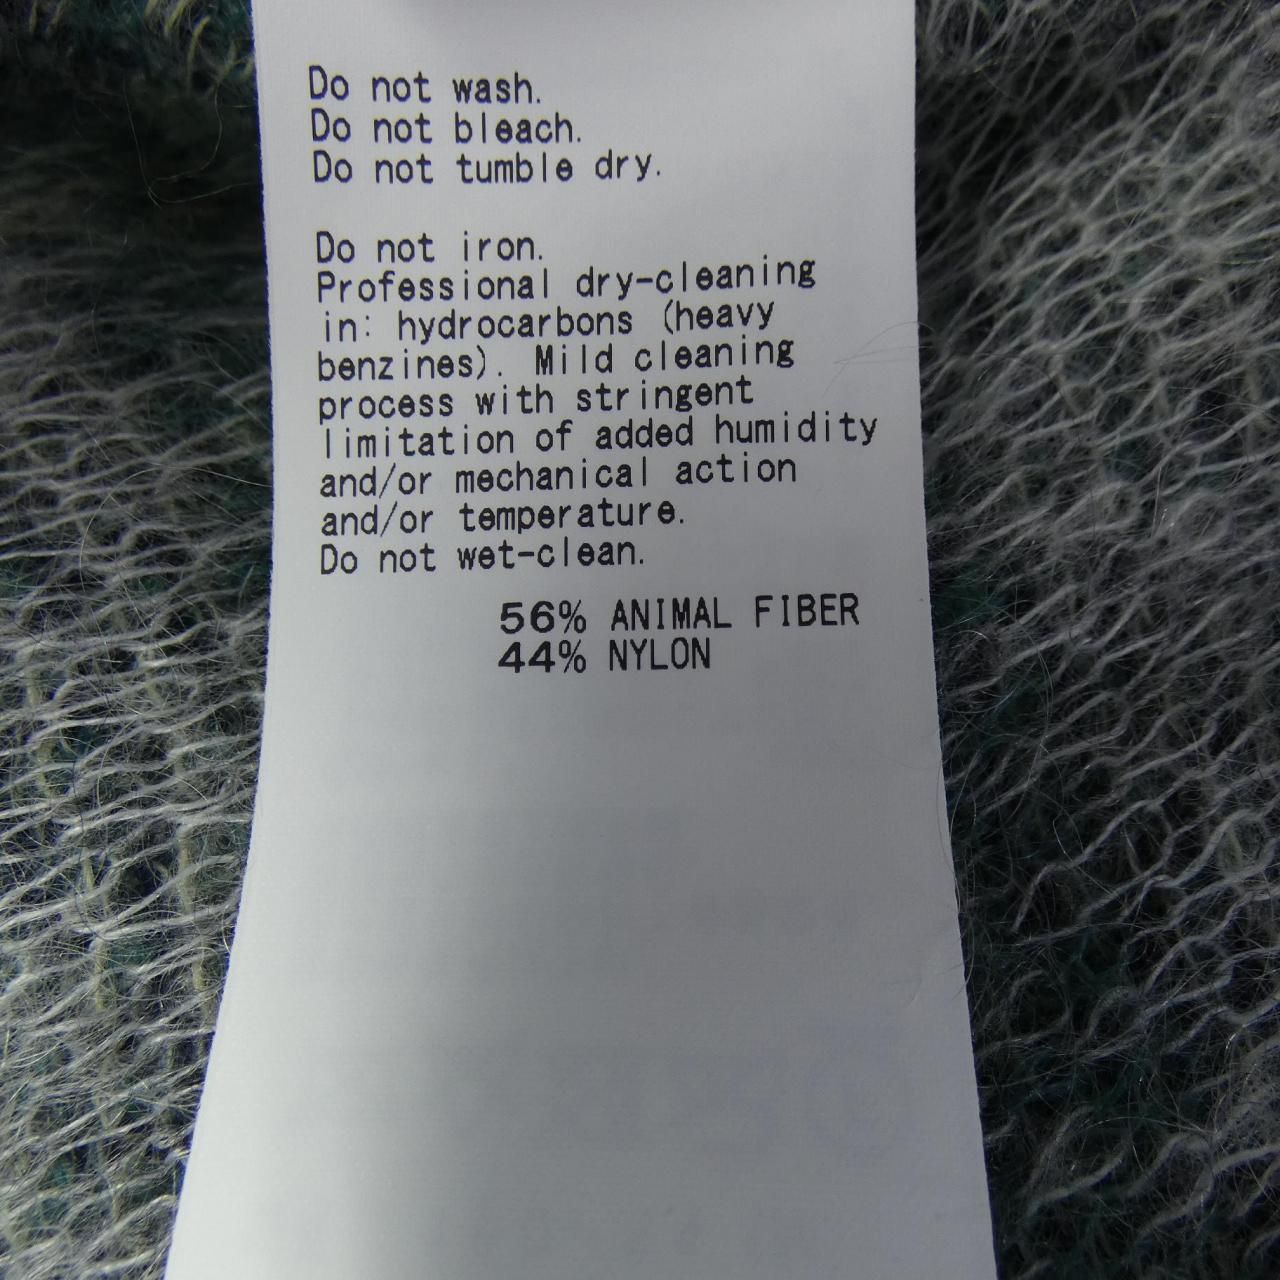 Do not wash.
Do not bleach.
Do not tumble dry.
Do not iron.
Professional dry-cleaning
in: hydrocarbons (heavy
benzines). Mild cleaning
process with stringent
limitation of added humidity
and/or mechanical action
and/or temperature.
Do not wet-clean.
56% ANIMAL FIBER
44% NYLON